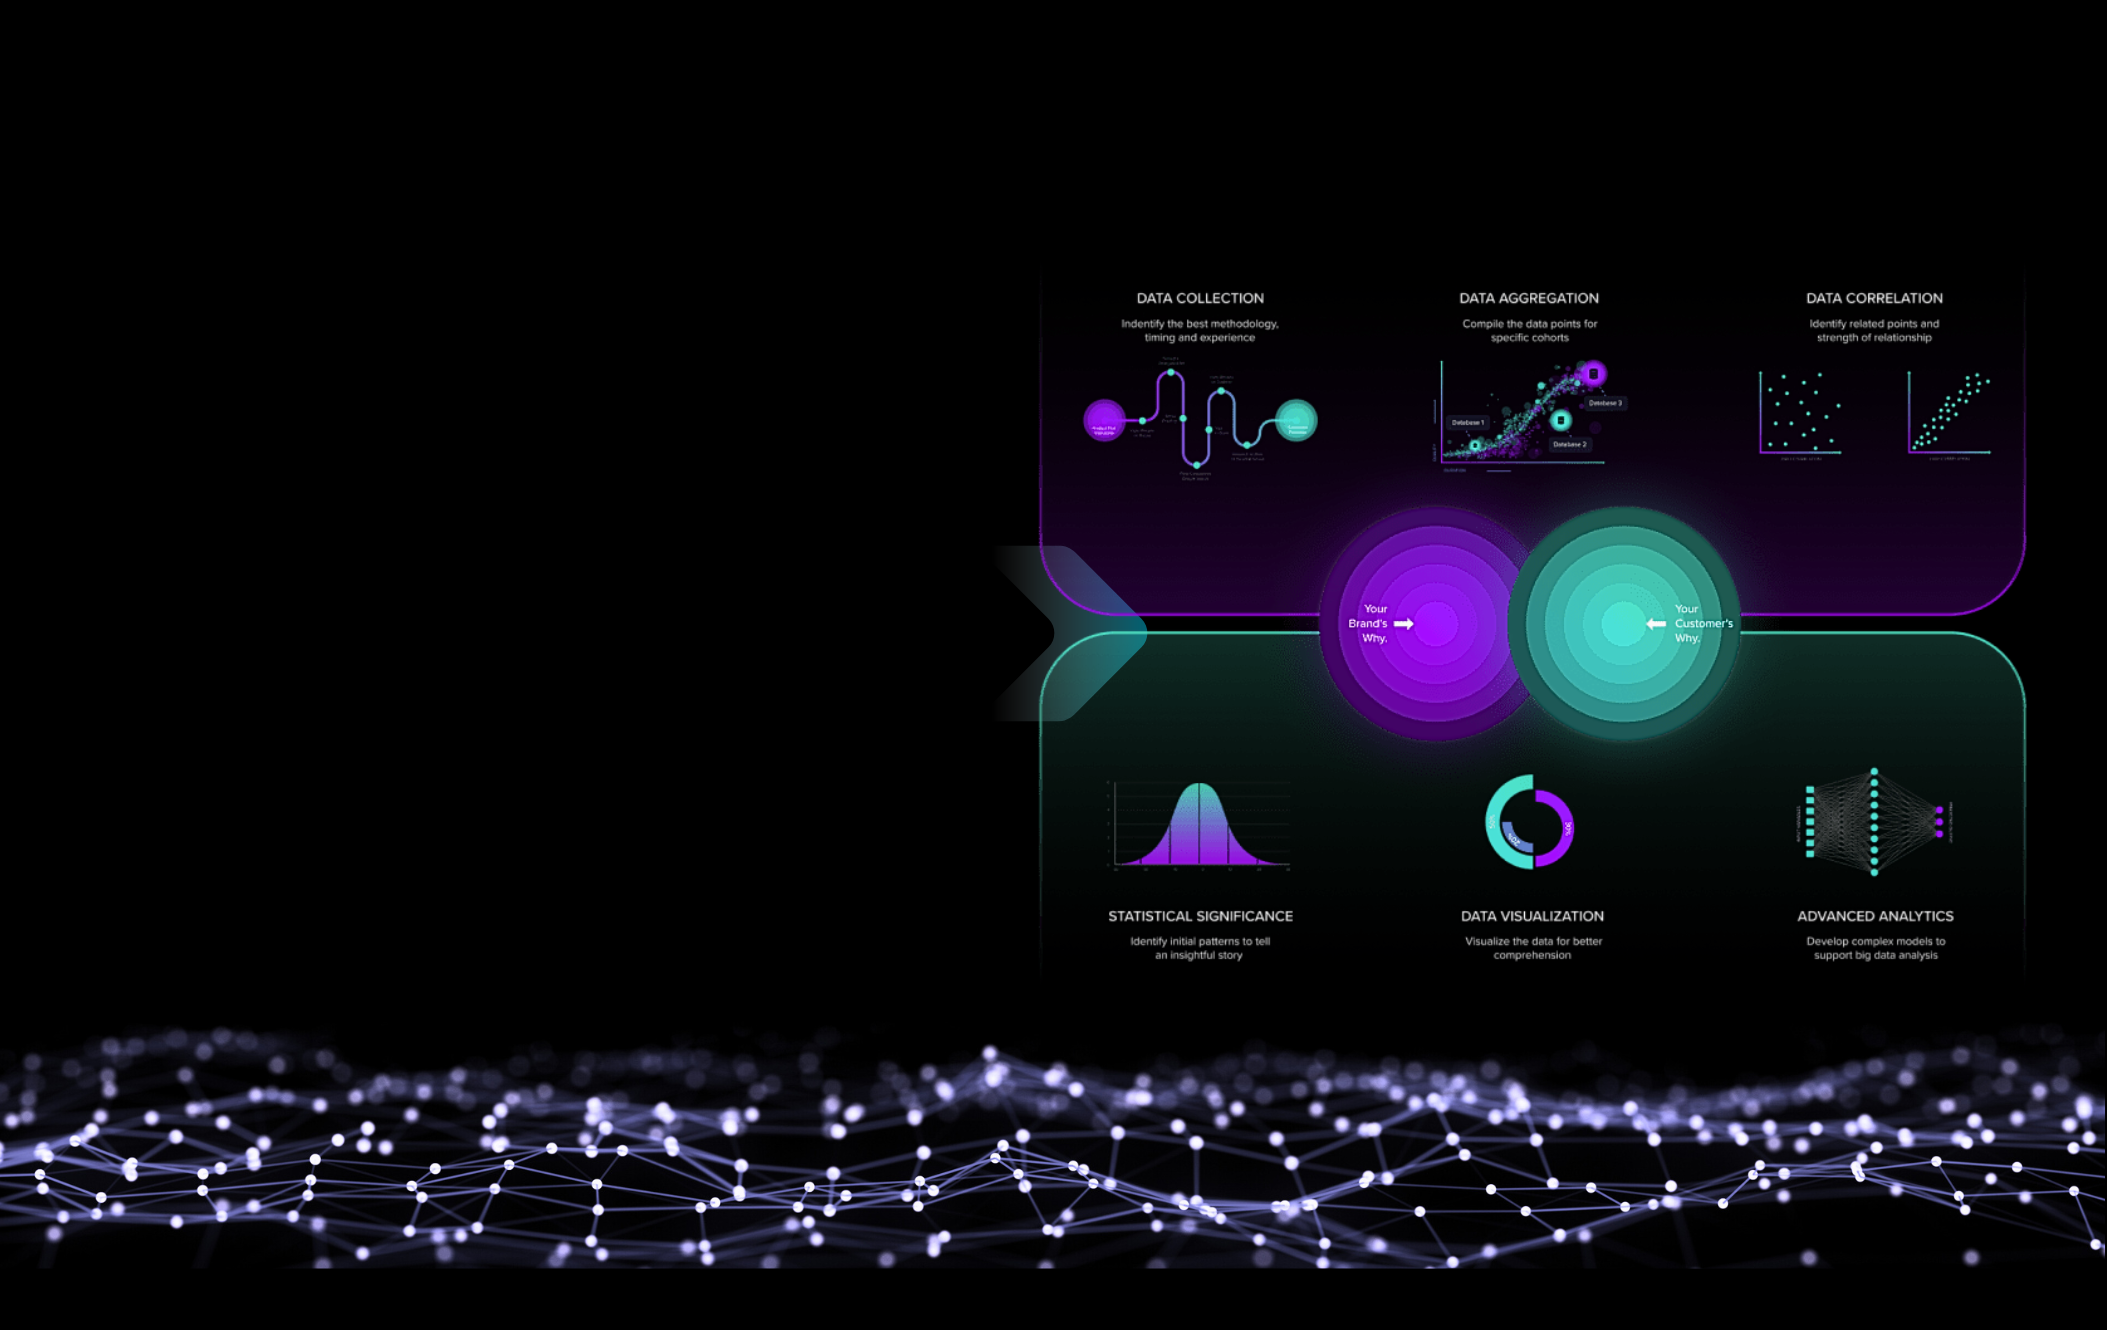 DATA COLLECTION
Indentify the best methodology,
timing and experience
DATA AGGREGATION
Compile the data points for
specific cohorts
Database 1
Database 2
Database 3
DATA CORRELATION
Identify related points and
strength of relationship
Your
Brand's
Why.
Your
Customer's
Why.
STATISTICAL SIGNIFICANCE
Identify initial patterns to tell
an insightful story
50%
20%
30%
DATA VISUALIZATION
Visualize the data for better
comprehension
ADVANCED ANALYTICS
Develop complex models to
support big data analysis